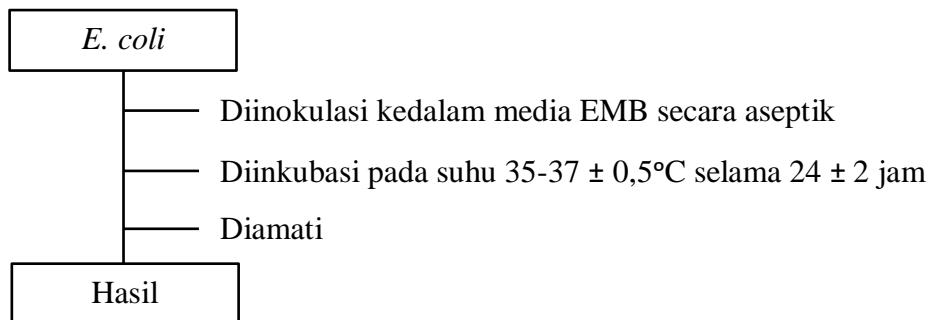 E. coli
Diinokulasi kedalam media EMB secara aseptik
Diinkubasi pada suhu 35-37 ± 0,5°C selama 24 ± 2 jam
Diamati
Hasil